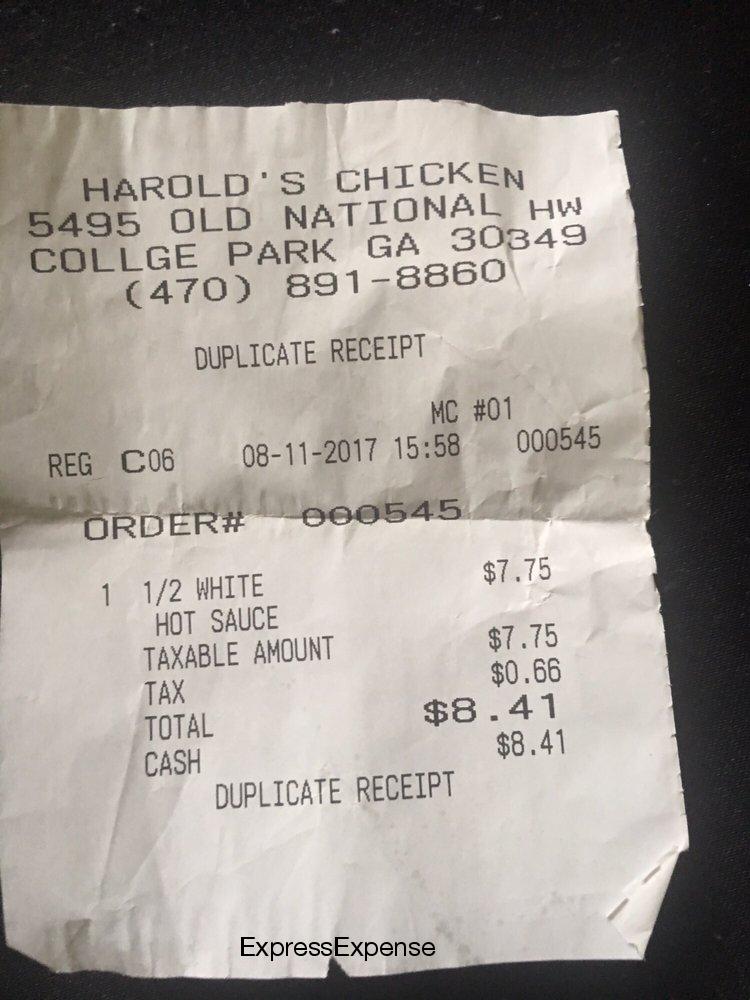 HAROLD'S CHICKEN
5495 OLD NATIONAL HW
COLLGE PARK GA 30349
(470) 891-8860
DUPLICATE RECEIPT
MC #01
REG C06 08-11-2017 15:58 000545
ORDER# 000545
1 1/2 WHITE $7.75
HOT SAUCE
TAXABLE AMOUNT $7.75
TAX $0.66
TOTAL $8.41
CASH $8.41
DUPLICATE RECEIPT
ExpressExpense